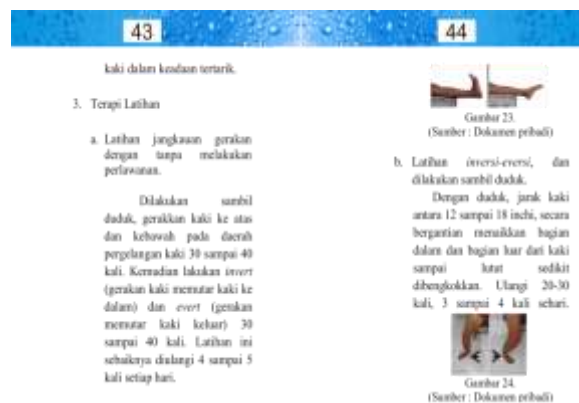 43
kaki dalam keadaan tertarik.
3. Terapi Latihan
a. Latihan jangkauan gerakan
dengan tanpa melakukan
perlawanan.
Dilakukan sambil
duduk, gerakkan kaki ke atas
dan kebawah pada daerah
pergelangan kaki 30 sampai 40
kali. Kemudian lakukan invert
(gerakan kaki memutar kaki ke
dalam) dan evert (gerakan
memutar kaki keluar) 30
sampai 40 kali. Latihan ini
sebaiknya diulangi 4 sampai 5
kali setiap hari.
44
Gambar 23.
(Sumber : Dokumen pribadi)
b. Latihan inversi-eversi, dan
dilakukan sambil duduk.
Dengan duduk, jarak kaki
antara 12 sampai 18 inchi, secara
bergantian menaikkan bagian
dalam dan bagian luar dari kaki
sampai lutut sedikit
dibengkokkan. Ulangi 20-30
kali, 3 sampai 4 kali sehari.
Gambar 24.
(Sumber : Dokumen pribadi)